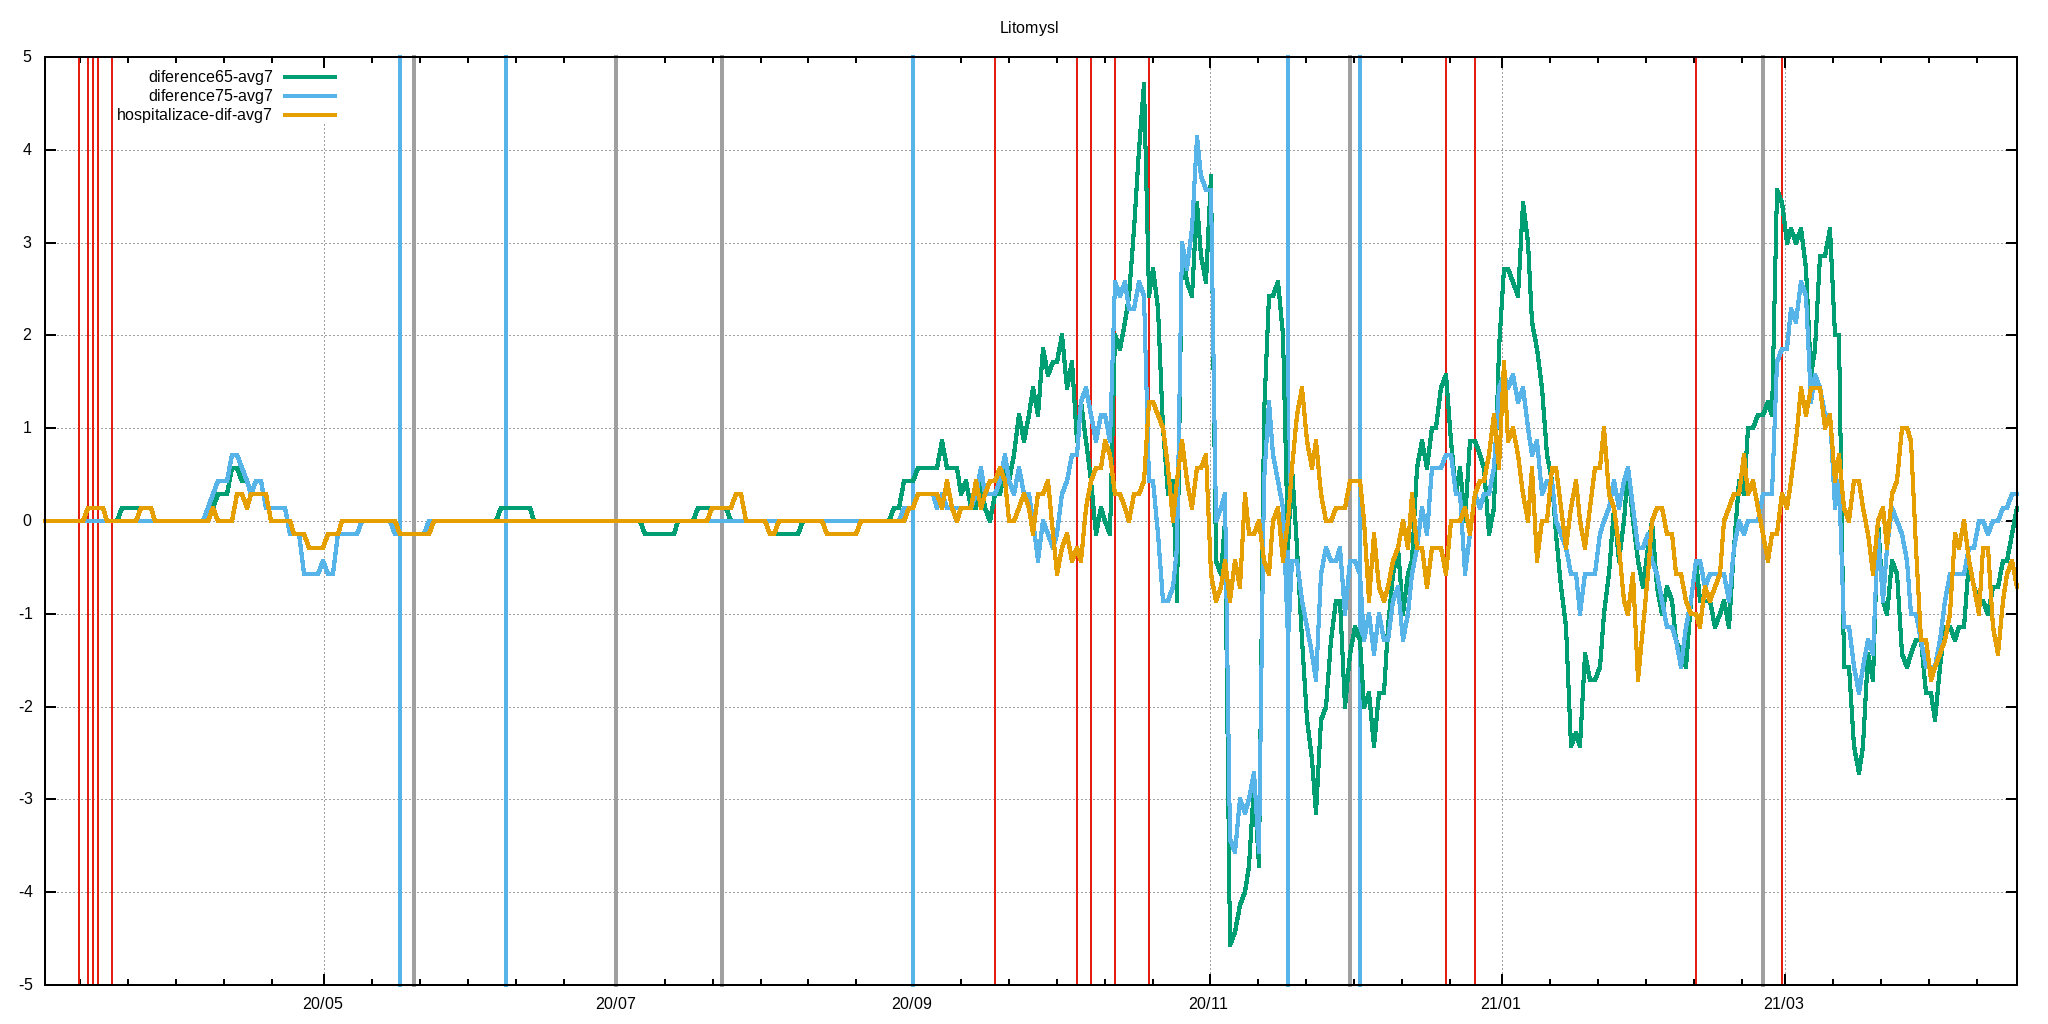 Litomysl
diference65-avg7
diference75-avg7
hospitalizace-dif-avg7
5
4
3
2
1
0
-1
-2
-3
-4
-5
20/05 20/07 20/09 20/11 21/01 21/03